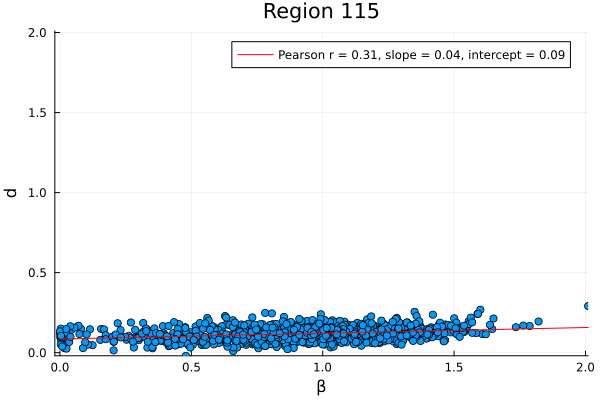 Region 115
Pearson r = 0.31, slope = 0.04, intercept = 0.09
2.0
1.5
1.0
0.5
0.0
d
0.0 0.5 1.0 1.5 2.0
β